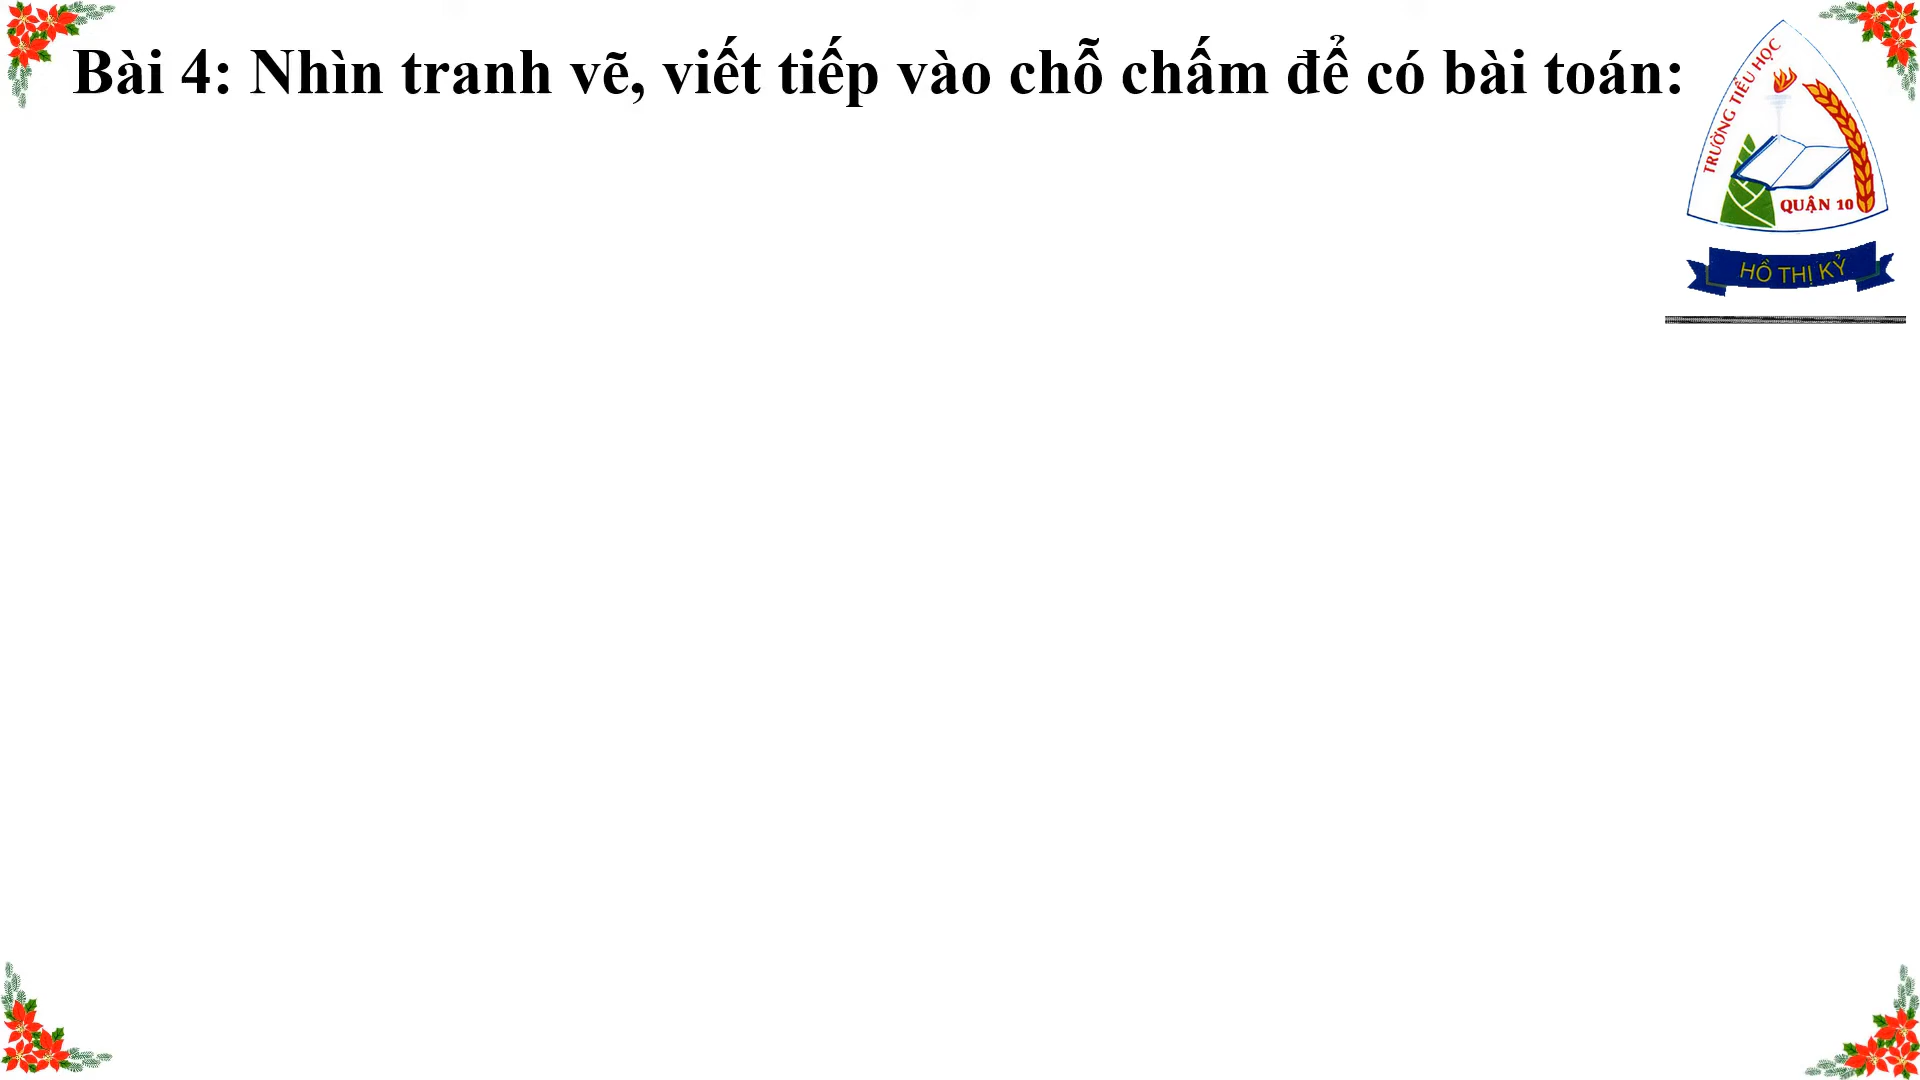 Bài 4: Nhìn tranh vẽ, viết tiếp vào chỗ chấm để có bài toán:
TRƯỜNG TIỂU HỌC
QUẬN 10
HỒ THỊ KỶ